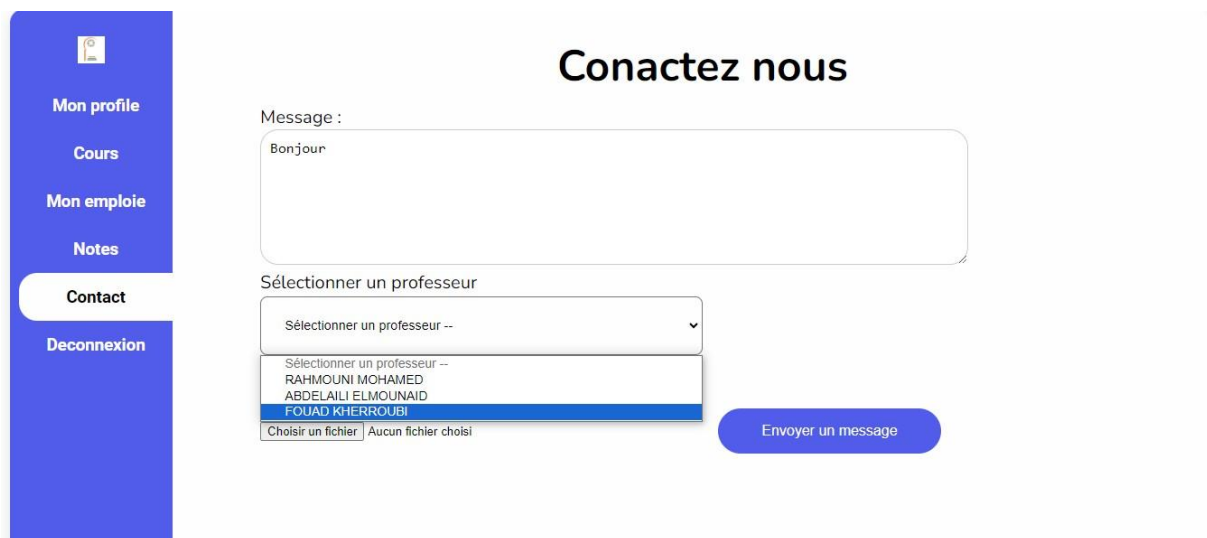 Mon profile
Cours
Mon emploie
Notes
Contact
Deconnexion
Conactez nous
Message :
Bonjour
Sélectionner un professeur
Sélectionner un professeur --
Sélectionner un professeur --
RAHMOUNI MOHAMED
ABDELAILI ELMOUNAID
FOUAD KHERROUBI
Choisir un fichier Aucun fichier choisi
Envoyer un message